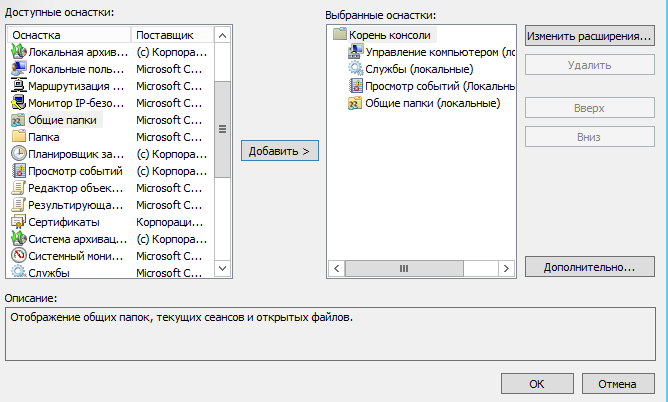 Доступные оснастки:
Оснастка Поставщик
Локальная архив... (c) Корпора...
Локальные поль... Microsoft C...
Маршрутизация ... Microsoft C...
Монитор IP-безо... Microsoft C...
Общие папки Microsoft C...
Папка Microsoft C...
Планировщик за... (c) Корпора...
Просмотр событий (c) Корпора...
Редактор объек... Microsoft C...
Результирующа... Microsoft C...
Сертификаты Корпораци...
Система архивац... (c) Корпора...
Системный мони... Microsoft C...
Службы Microsoft C...
Добавить >
Выбранные оснастки:
Корень консоли
Управление компьютером (ло
Службы (локальные)
Просмотр событий (Локальны
Общие папки (локальные)
Изменить расширения...
Удалить
Вверх
Вниз
Дополнительно...
Описание:
Отображение общих папок, текущих сеансов и открытых файлов.
ОК
Отмена